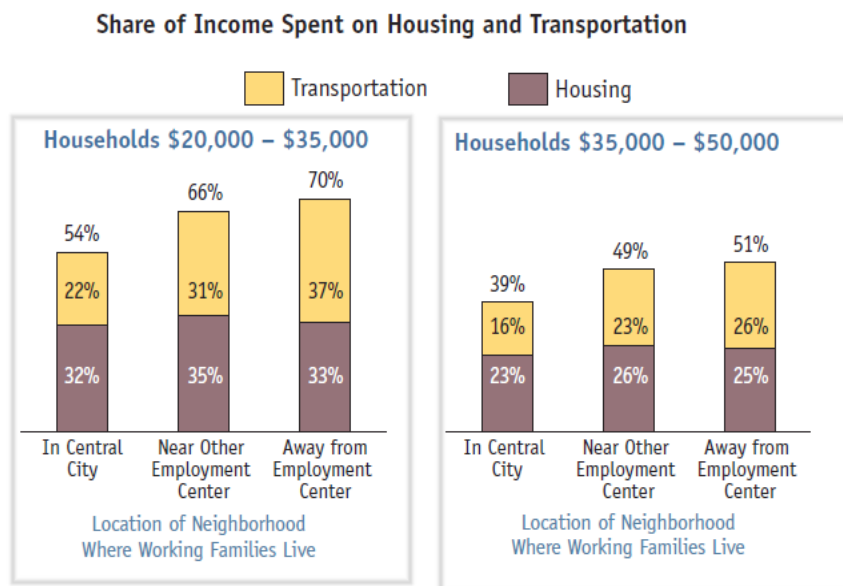 Share of Income Spent on Housing and Transportation
Transportation
Housing
Households $20,000 – $35,000
54%
66%
70%
22%
31%
37%
32%
35%
33%
In Central
City
Near Other
Employment
Center
Away from
Employment
Center
Location of Neighborhood
Where Working Families Live
Households $35,000 – $50,000
39%
49%
51%
16%
23%
26%
23%
26%
25%
In Central
City
Near Other
Employment
Center
Away from
Employment
Center
Location of Neighborhood
Where Working Families Live